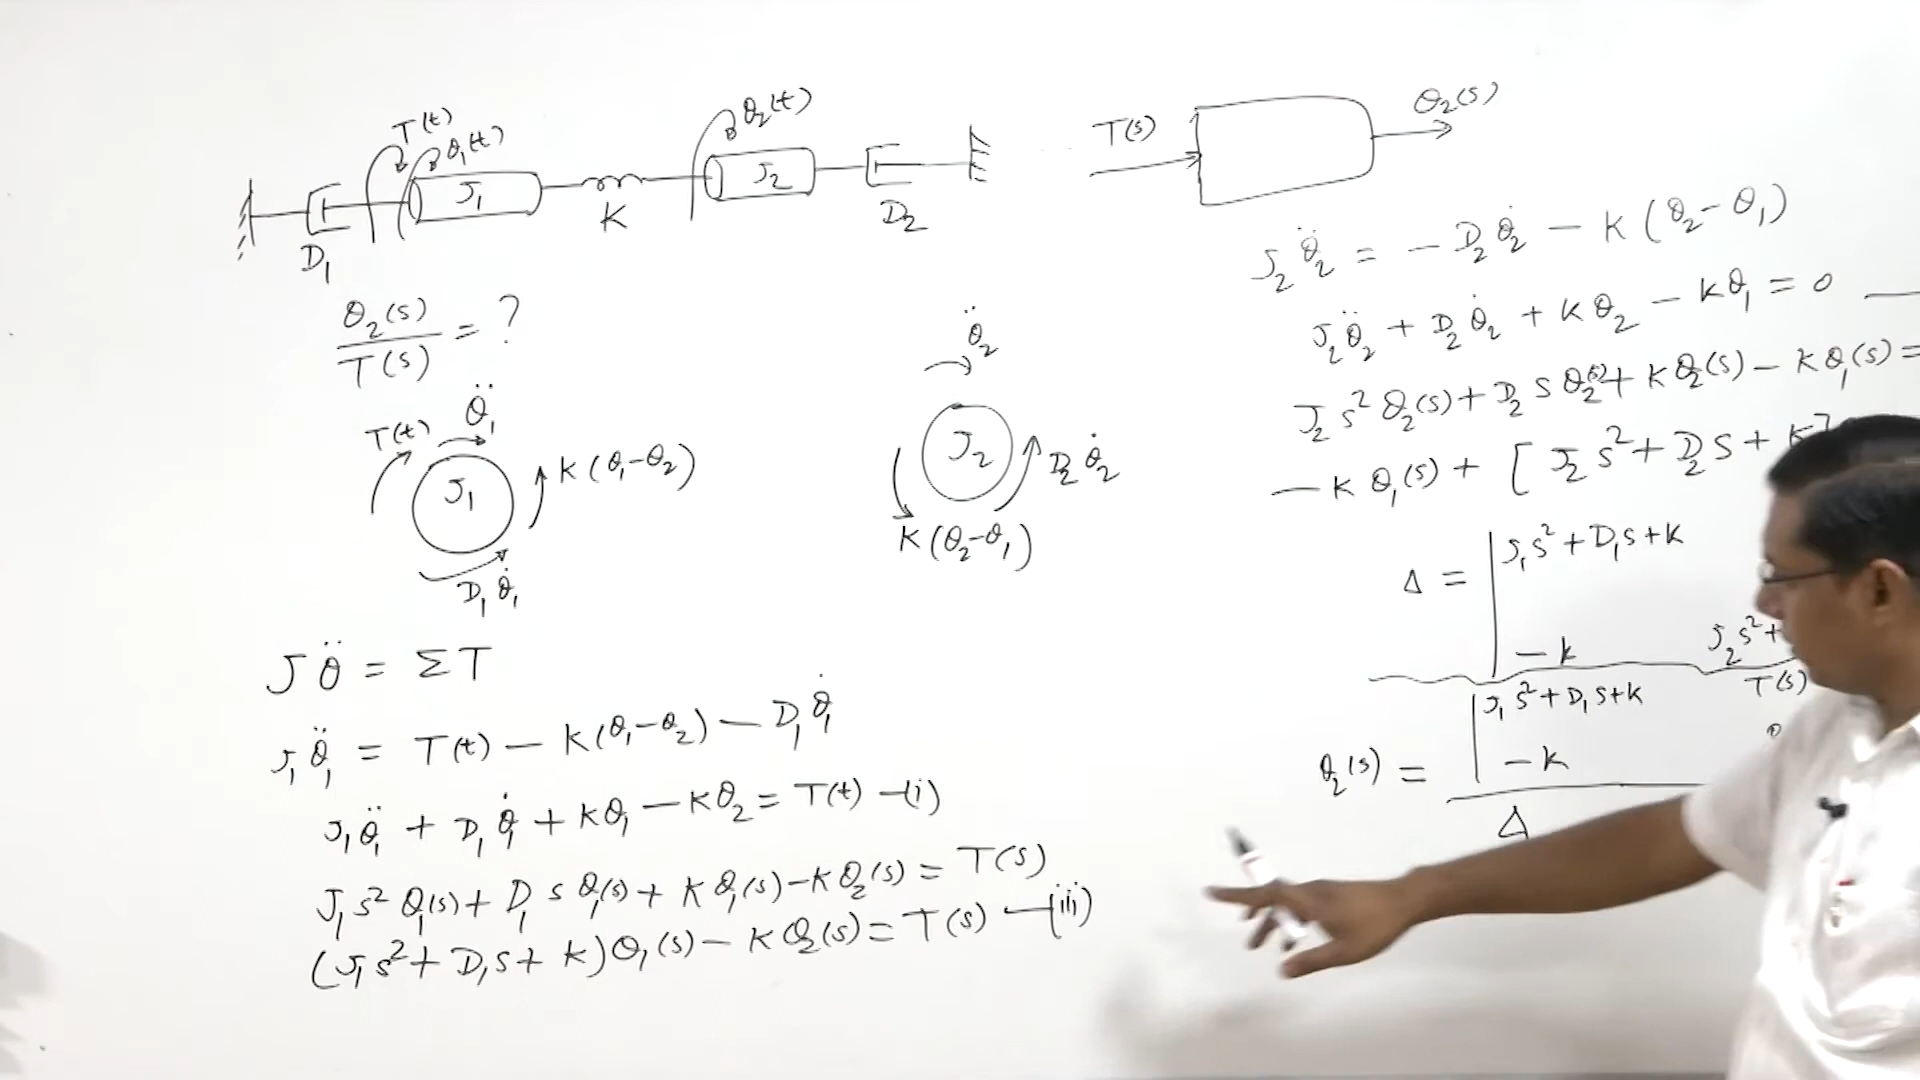 T(t)
θ₁(t)
J₁
K
θ₂(t)
J₂
D₁
D₂
T(s)
θ₂(s)
θ₂(s)/T(s) = ?
T(t)
θ̈₁
J₁
K(θ₁-θ₂)
D₁θ̇₁
θ̈₂
J₂
D₂θ̇₂
K(θ₂-θ₁)
Jθ̈ = ΣT
J₁θ̈₁ = T(t) - K(θ₁-θ₂) - D₁θ̇₁
J₁θ̈₁ + D₁θ̇₁ + Kθ₁ - Kθ₂ = T(t) -(i)
J₁s²θ₁(s) + D₁sθ₁(s) + Kθ₁(s) - Kθ₂(s) = T(s)
(J₁s² + D₁s + K)θ₁(s) - Kθ₂(s) = T(s) -(iii)
J₂θ̈₂ = - D₂θ̇₂ - K(θ₂-θ₁)
J₂θ̈₂ + D₂θ̇₂ + Kθ₂ - Kθ₁ = 0 —
J₂s²θ₂(s) + D₂sθ₂(s) + Kθ₂(s) - Kθ₁(s) =
-Kθ₁(s) + [J₂s² + D₂s + K]
Δ = | J₁s² + D₁s + K
-K J₂s² +
| J₁s² + D₁s + K T(s)
θ₂(s) = -K 0
Δ